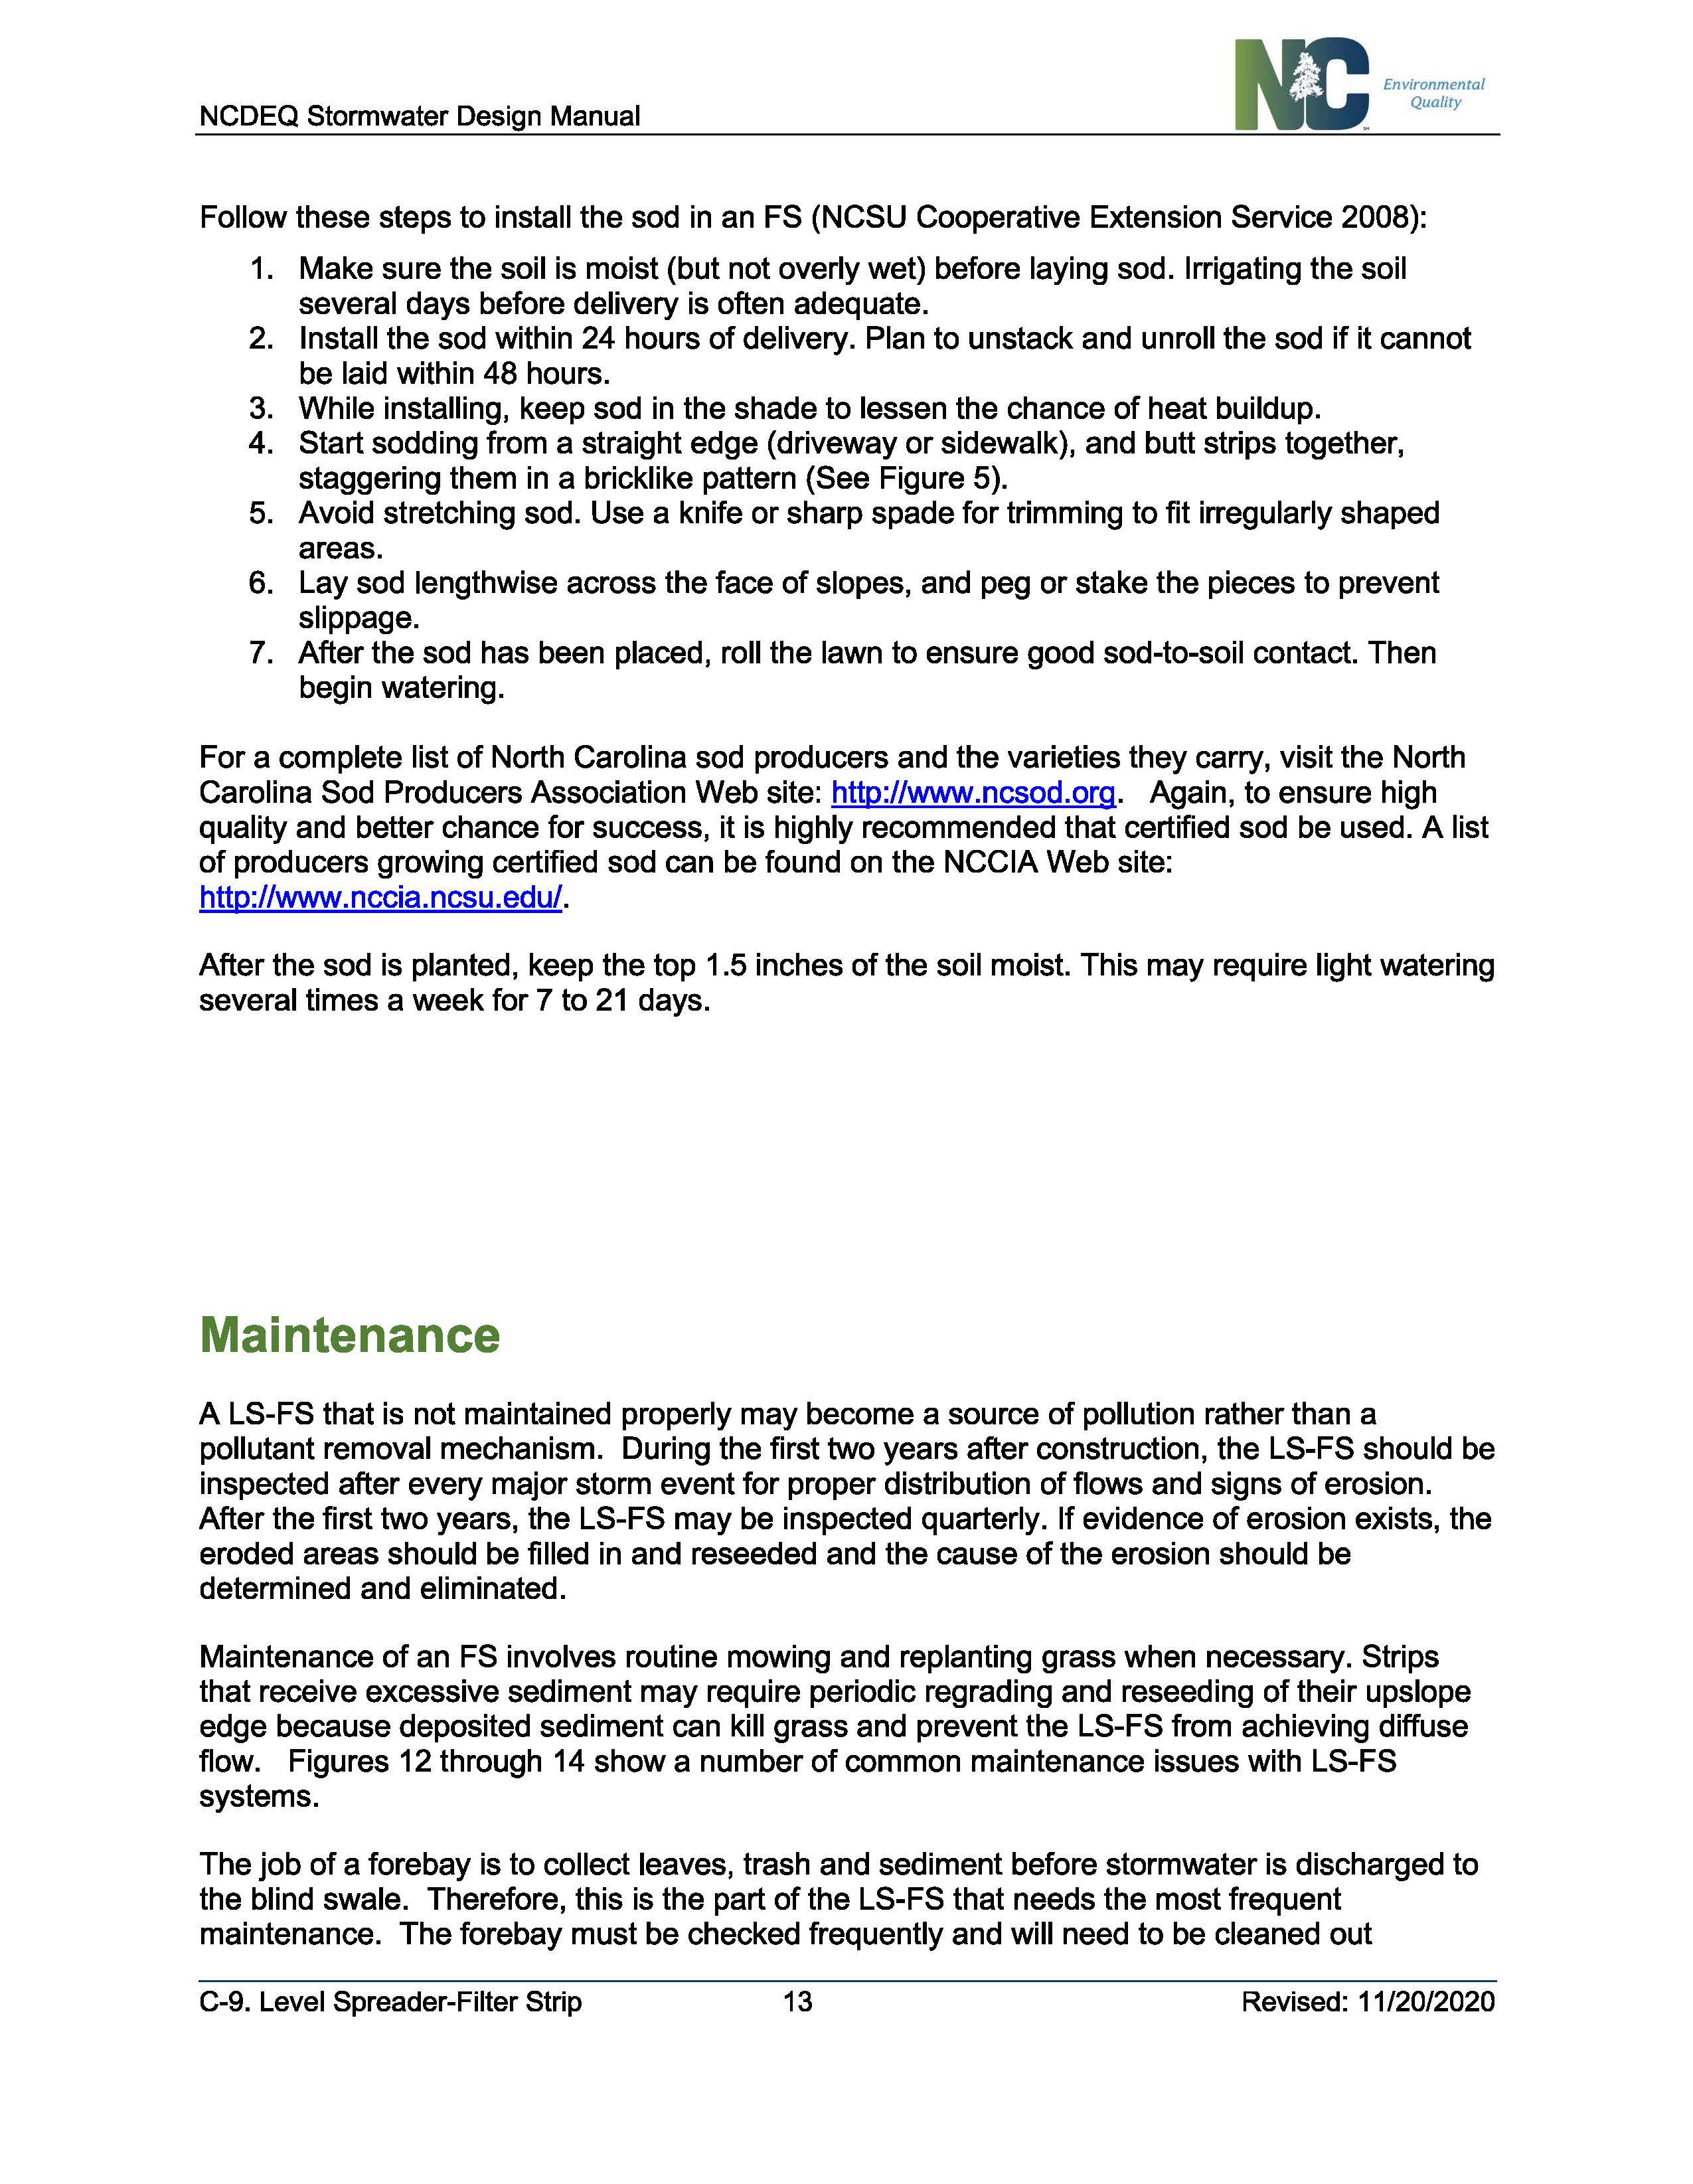 NCDEQ Stormwater Design Manual
NC
Environmental
Quality
SM
Follow these steps to install the sod in an FS (NCSU Cooperative Extension Service 2008):
1. Make sure the soil is moist (but not overly wet) before laying sod. Irrigating the soil
several days before delivery is often adequate.
2. Install the sod within 24 hours of delivery. Plan to unstack and unroll the sod if it cannot
be laid within 48 hours.
3. While installing, keep sod in the shade to lessen the chance of heat buildup.
4. Start sodding from a straight edge (driveway or sidewalk), and butt strips together,
staggering them in a bricklike pattern (See Figure 5).
5. Avoid stretching sod. Use a knife or sharp spade for trimming to fit irregularly shaped
areas.
6. Lay sod lengthwise across the face of slopes, and peg or stake the pieces to prevent
slippage.
7. After the sod has been placed, roll the lawn to ensure good sod-to-soil contact. Then
begin watering.
For a complete list of North Carolina sod producers and the varieties they carry, visit the North
Carolina Sod Producers Association Web site: http://www.ncsod.org. Again, to ensure high
quality and better chance for success, it is highly recommended that certified sod be used. A list
of producers growing certified sod can be found on the NCCIA Web site:
http://www.nccia.ncsu.edu/.
After the sod is planted, keep the top 1.5 inches of the soil moist. This may require light watering
several times a week for 7 to 21 days.
Maintenance
A LS-FS that is not maintained properly may become a source of pollution rather than a
pollutant removal mechanism. During the first two years after construction, the LS-FS should be
inspected after every major storm event for proper distribution of flows and signs of erosion.
After the first two years, the LS-FS may be inspected quarterly. If evidence of erosion exists, the
eroded areas should be filled in and reseeded and the cause of the erosion should be
determined and eliminated.
Maintenance of an FS involves routine mowing and replanting grass when necessary. Strips
that receive excessive sediment may require periodic regrading and reseeding of their upslope
edge because deposited sediment can kill grass and prevent the LS-FS from achieving diffuse
flow. Figures 12 through 14 show a number of common maintenance issues with LS-FS
systems.
The job of a forebay is to collect leaves, trash and sediment before stormwater is discharged to
the blind swale. Therefore, this is the part of the LS-FS that needs the most frequent
maintenance. The forebay must be checked frequently and will need to be cleaned out
C-9. Level Spreader-Filter Strip 13 Revised: 11/20/2020